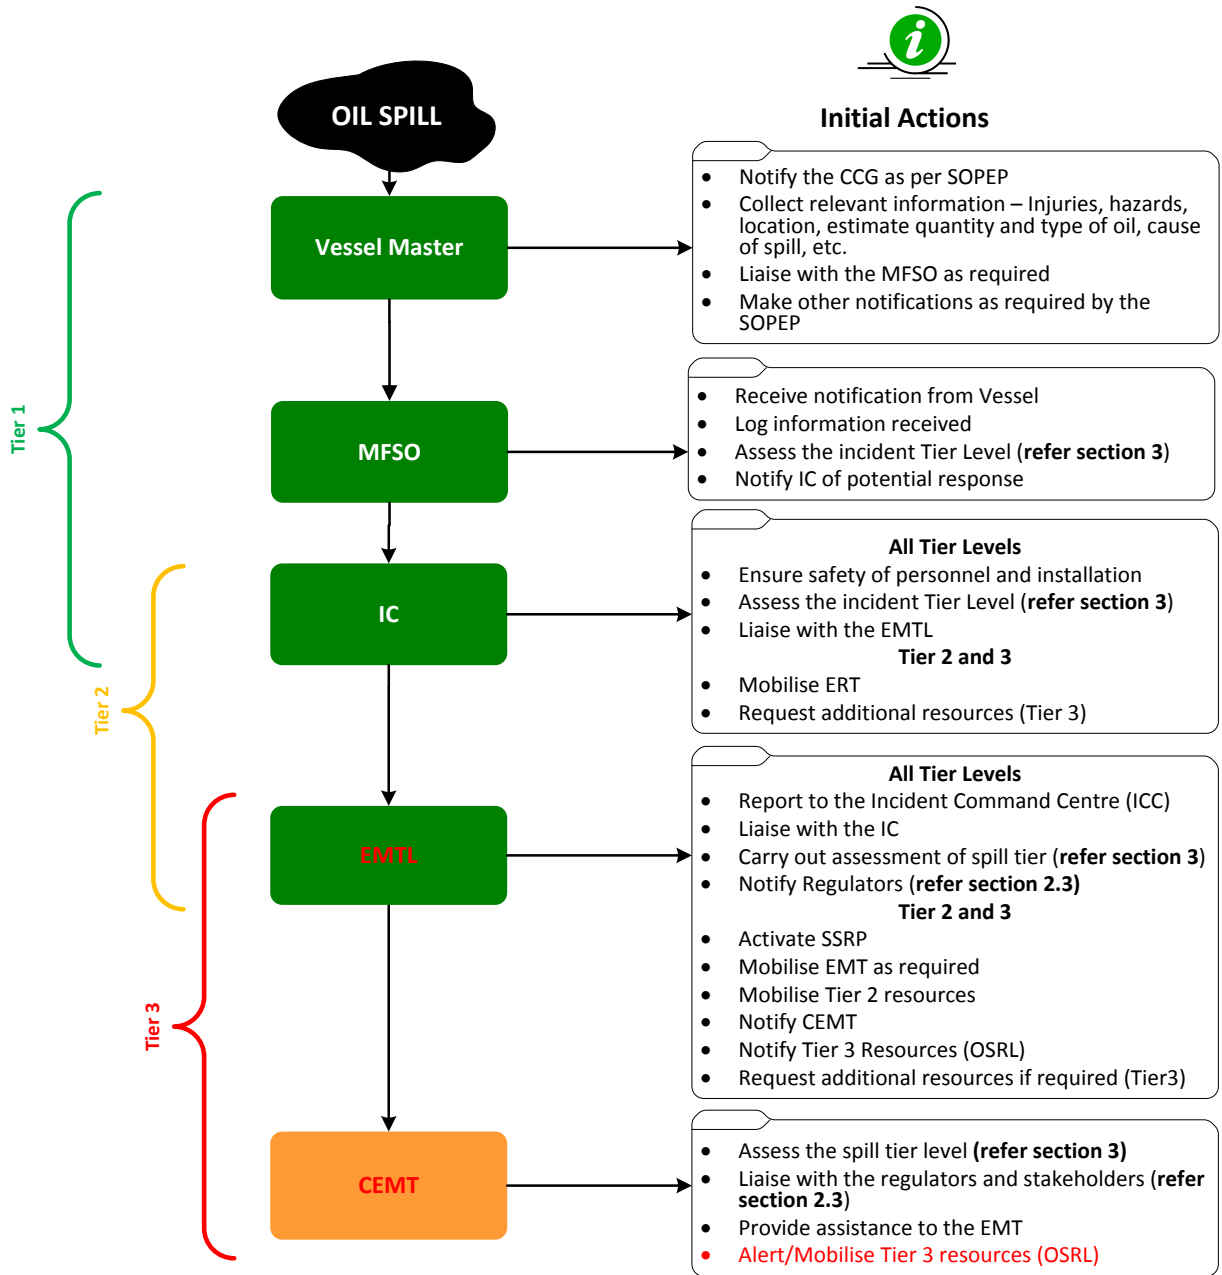 i
OIL SPILL
Initial Actions
Vessel Master
• Notify the CCG as per SOPEP
• Collect relevant information – Injuries, hazards,
location, estimate quantity and type of oil, cause
of spill, etc.
• Liaise with the MFSO as required
• Make other notifications as required by the
SOPEP
Tier 1
MFSO
• Receive notification from Vessel
• Log information received
• Assess the incident Tier Level (refer section 3)
• Notify IC of potential response
IC
All Tier Levels
• Ensure safety of personnel and installation
• Assess the incident Tier Level (refer section 3)
• Liaise with the EMTL
Tier 2 and 3
• Mobilise ERT
• Request additional resources (Tier 3)
Tier 2
EMTL
All Tier Levels
• Report to the Incident Command Centre (ICC)
• Liaise with the IC
• Carry out assessment of spill tier (refer section 3)
• Notify Regulators (refer section 2.3)
Tier 2 and 3
• Activate SSRP
• Mobilise EMT as required
• Mobilise Tier 2 resources
• Notify CEMT
• Notify Tier 3 Resources (OSRL)
• Request additional resources if required (Tier3)
Tier 3
CEMT
• Assess the spill tier level (refer section 3)
• Liaise with the regulators and stakeholders (refer
section 2.3)
• Provide assistance to the EMT
• Alert/Mobilise Tier 3 resources (OSRL)